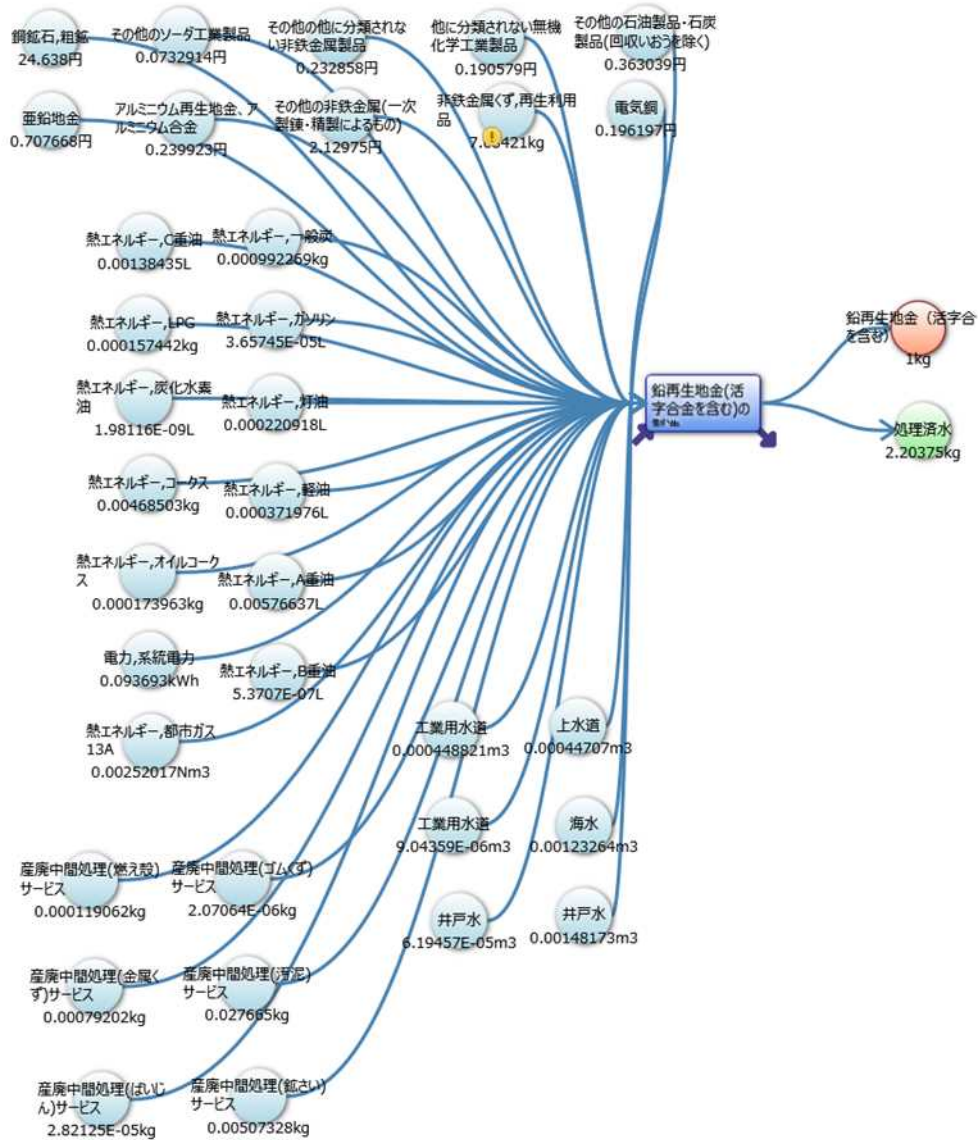 銅鉱石,粗鉱
24.638円
その他のソーダ工業製品
0.0732914円
その他の他に分類されな
い非鉄金属製品
0.232858円
他に分類されない無機
化学工業製品
0.190579円
その他の石油製品・石炭
製品(回収いおうを除く)
0.363039円
亜鉛地金
0.707668円
アルミニウム再生地金、ア
ルミニウム合金
0.239923円
その他の非鉄金属(一次
製錬・精製によるもの)
2.12975円
非鉄金属くず,再生利用
品
電気銅
0.196197円
熱エネルギー,C重油
0.00138435L
熱エネルギー,一般炭
0.000992269kg
熱エネルギー,LPG
0.000157442kg
熱エネルギー,ガソリン
3.65745E-05L
熱エネルギー,炭化水素
油
1.98116E-09L
熱エネルギー,灯油
0.000220918L
熱エネルギー,コークス
0.00468503kg
熱エネルギー,軽油
0.000371976L
熱エネルギー,オイルコーク
ス
0.000173963kg
熱エネルギー,A重油
0.00576637L
電力,系統電力
0.093693kWh
熱エネルギー,B重油
5.3707E-07L
熱エネルギー,都市ガス
13A
0.00252017Nm3
工業用水道
0.000448821m3
上水道
0.00044707m3
工業用水道
9.04359E-06m3
海水
0.00123264m3
井戸水
6.19457E-05m3
井戸水
0.00148173m3
産廃中間処理(燃え殻)
サービス
0.000119062kg
産廃中間処理(ゴムくず)
サービス
2.07064E-06kg
産廃中間処理(金属く
ず)サービス
0.00079202kg
産廃中間処理(汚泥)
サービス
0.027665kg
産廃中間処理(ばいじ
ん)サービス
2.82125E-05kg
産廃中間処理(鉱さい)
サービス
0.00507328kg
鉛再生地金(活
字合金を含む)の
鉛再生地金（活字合金
を含む）
1kg
処理済水
2.20375kg